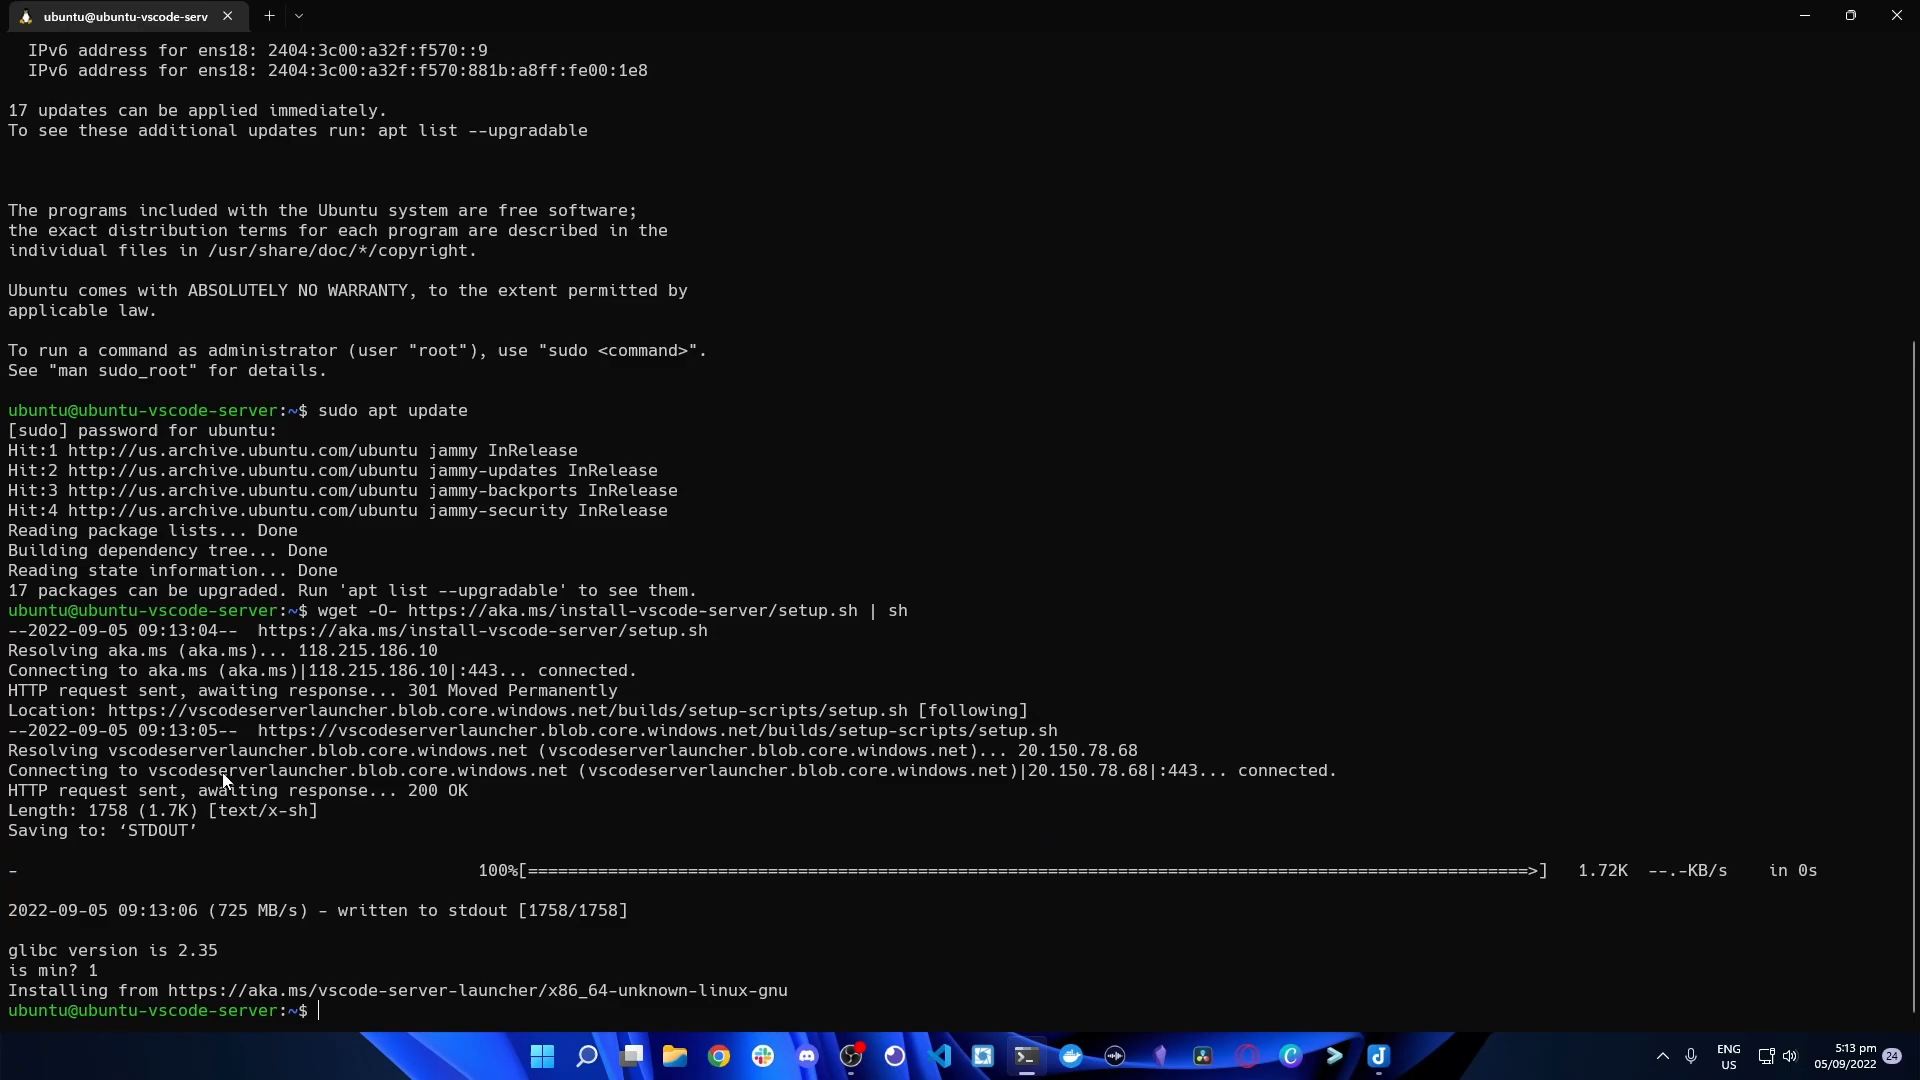 ubuntu@ubuntu-vscode-serv
IPv6 address for ens18: 2404:3c00:a32f:f570::9
IPv6 address for ens18: 2404:3c00:a32f:f570:881b:a8ff:fe00:1e8
17 updates can be applied immediately.
To see these additional updates run: apt list --upgradable
The programs included with the Ubuntu system are free software;
the exact distribution terms for each program are described in the
individual files in /usr/share/doc/*/copyright.
Ubuntu comes with ABSOLUTELY NO WARRANTY, to the extent permitted by
applicable law.
To run a command as administrator (user "root"), use "sudo <command>".
See "man sudo_root" for details.
ubuntu@ubuntu-vscode-server:~$ sudo apt update
[sudo] password for ubuntu:
Hit:1 http://us.archive.ubuntu.com/ubuntu jammy InRelease
Hit:2 http://us.archive.ubuntu.com/ubuntu jammy-updates InRelease
Hit:3 http://us.archive.ubuntu.com/ubuntu jammy-backports InRelease
Hit:4 http://us.archive.ubuntu.com/ubuntu jammy-security InRelease
Reading package lists... Done
Building dependency tree... Done
Reading state information... Done
17 packages can be upgraded. Run 'apt list --upgradable' to see them.
ubuntu@ubuntu-vscode-server:~$ wget -O- https://aka.ms/install-vscode-server/setup.sh | sh
--2022-09-05 09:13:04--  https://aka.ms/install-vscode-server/setup.sh
Resolving aka.ms (aka.ms)... 118.215.186.10
Connecting to aka.ms (aka.ms)|118.215.186.10|:443... connected.
HTTP request sent, awaiting response... 301 Moved Permanently
Location: https://vscodeserverlauncher.blob.core.windows.net/builds/setup-scripts/setup.sh [following]
--2022-09-05 09:13:05--  https://vscodeserverlauncher.blob.core.windows.net/builds/setup-scripts/setup.sh
Resolving vscodeserverlauncher.blob.core.windows.net (vscodeserverlauncher.blob.core.windows.net)... 20.150.78.68
Connecting to vscodeserverlauncher.blob.core.windows.net (vscodeserverlauncher.blob.core.windows.net)|20.150.78.68|:443... connected.
HTTP request sent, awaiting response... 200 OK
Length: 1758 (1.7K) [text/x-sh]
Saving to: ‘STDOUT’
- 100%[====================================================================================================>] 1.72K --.-KB/s in 0s
2022-09-05 09:13:06 (725 MB/s) - written to stdout [1758/1758]
glibc version is 2.35
is min? 1
Installing from https://aka.ms/vscode-server-launcher/x86_64-unknown-linux-gnu
ubuntu@ubuntu-vscode-server:~$
ENG
US
5:13 pm
05/09/2022
24